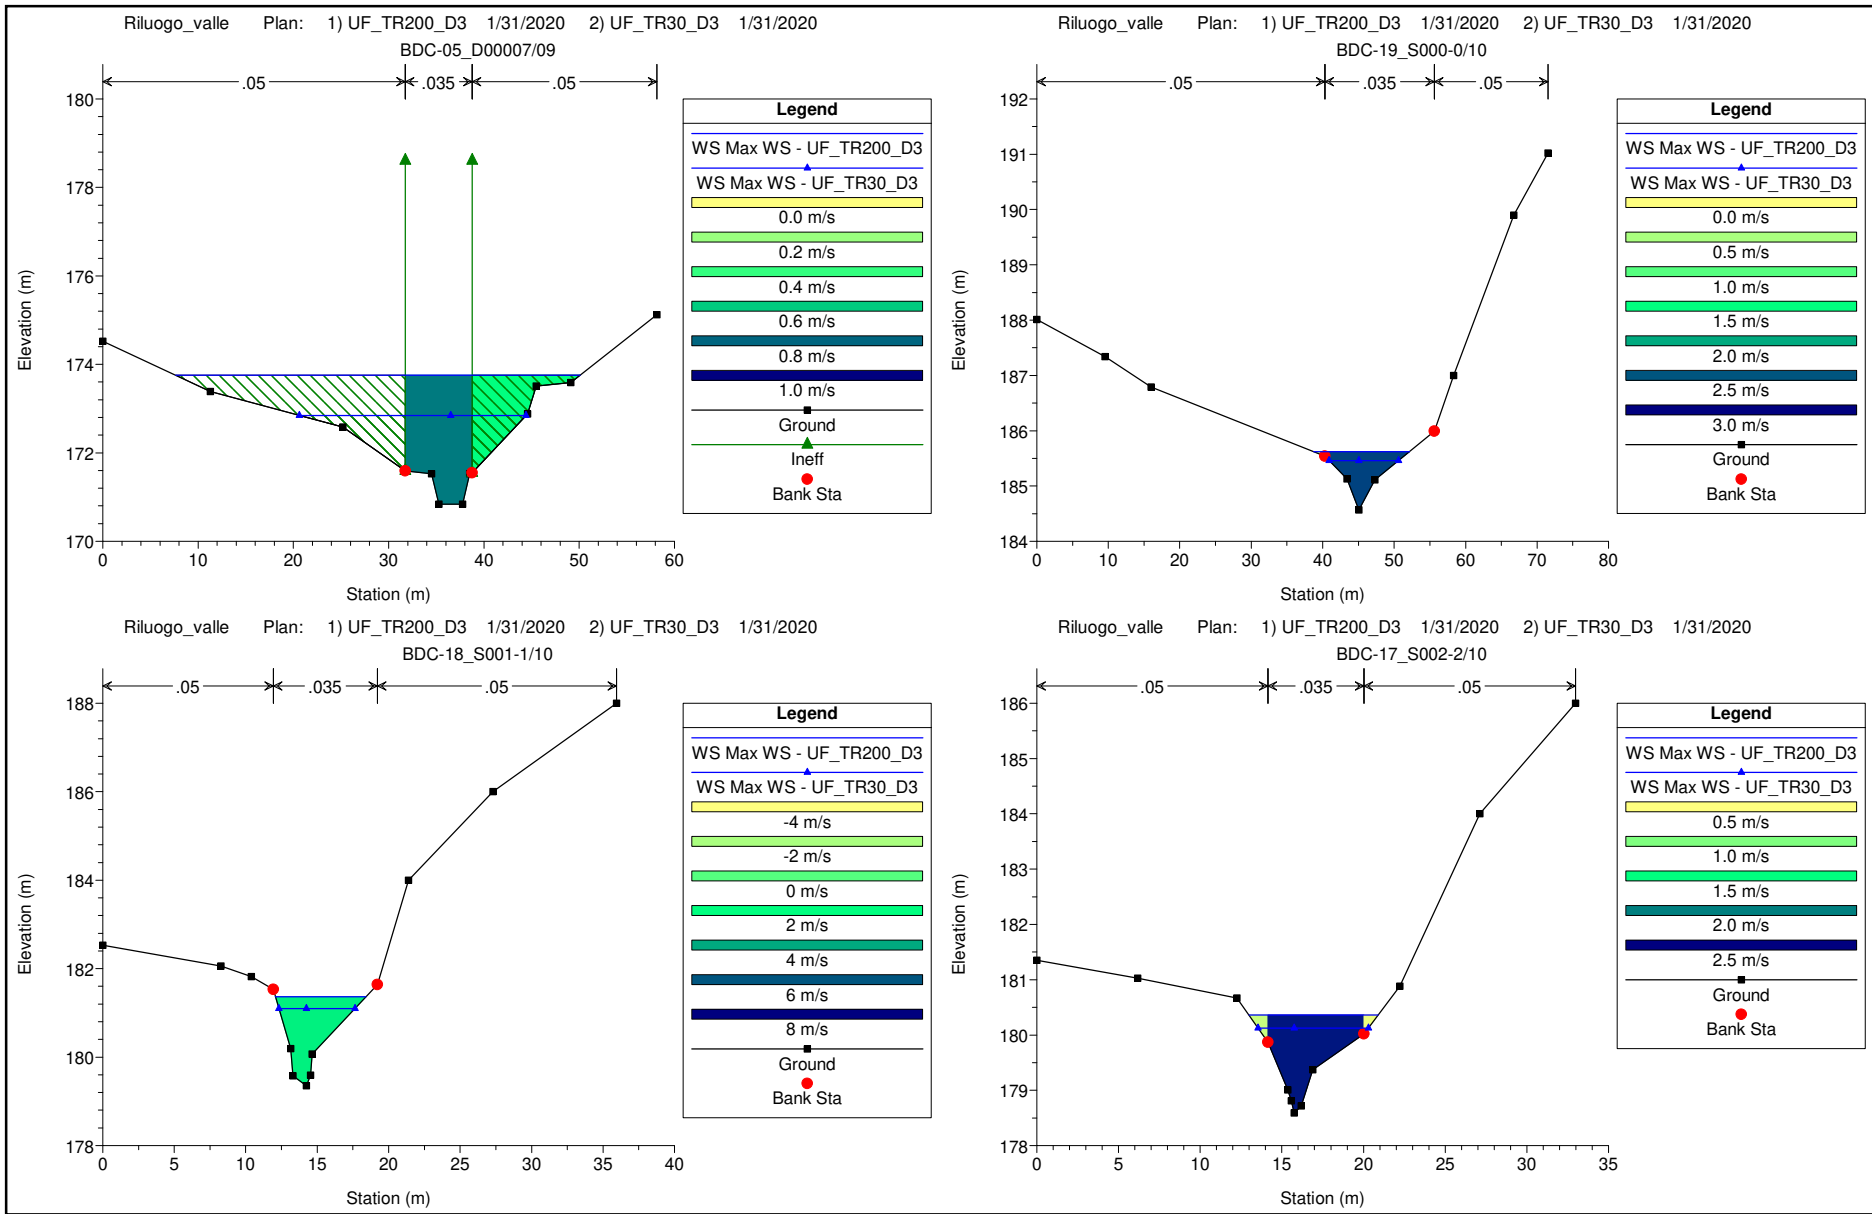 Riluogo_valle Plan: 1) UF_TR200_D3 1/31/2020 2) UF_TR30_D3 1/31/2020
BDC-05_D00007/09
.05 .035 .05
180
178
176
174
172
170
Elevation (m)
0 10 20 30 40 50 60
Station (m)
Legend
WS Max WS - UF_TR200_D3
WS Max WS - UF_TR30_D3
0.0 m/s
0.2 m/s
0.4 m/s
0.6 m/s
0.8 m/s
1.0 m/s
Ground
Ineff
Bank Sta
Riluogo_valle Plan: 1) UF_TR200_D3 1/31/2020 2) UF_TR30_D3 1/31/2020
BDC-19_S000-0/10
.05 .035 .05
192
191
190
189
188
187
186
185
184
Elevation (m)
0 10 20 30 40 50 60 70 80
Station (m)
Legend
WS Max WS - UF_TR200_D3
WS Max WS - UF_TR30_D3
0.0 m/s
0.5 m/s
1.0 m/s
1.5 m/s
2.0 m/s
2.5 m/s
3.0 m/s
Ground
Bank Sta
Riluogo_valle Plan: 1) UF_TR200_D3 1/31/2020 2) UF_TR30_D3 1/31/2020
BDC-18_S001-1/10
.05 .035 .05
188
186
184
182
180
178
Elevation (m)
0 5 10 15 20 25 30 35 40
Station (m)
Legend
WS Max WS - UF_TR200_D3
WS Max WS - UF_TR30_D3
-4 m/s
-2 m/s
0 m/s
2 m/s
4 m/s
6 m/s
8 m/s
Ground
Bank Sta
Riluogo_valle Plan: 1) UF_TR200_D3 1/31/2020 2) UF_TR30_D3 1/31/2020
BDC-17_S002-2/10
.05 .035 .05
186
185
184
183
182
181
180
179
178
Elevation (m)
0 5 10 15 20 25 30 35
Station (m)
Legend
WS Max WS - UF_TR200_D3
WS Max WS - UF_TR30_D3
0.5 m/s
1.0 m/s
1.5 m/s
2.0 m/s
2.5 m/s
Ground
Bank Sta